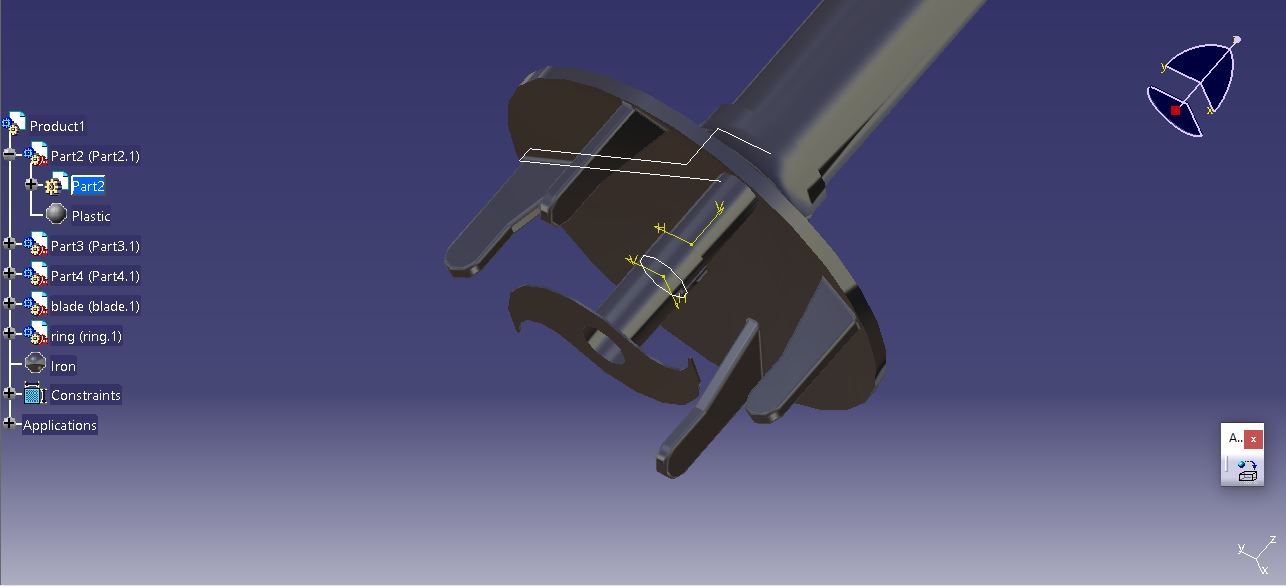 Product1
Part2 (Part2.1)
Part2
Plastic
Part3 (Part3.1)
Part4 (Part4.1)
blade (blade.1)
ring (ring.1)
Iron
Constraints
Applications
y
x
V
H
V
H
A.. x
y z
x